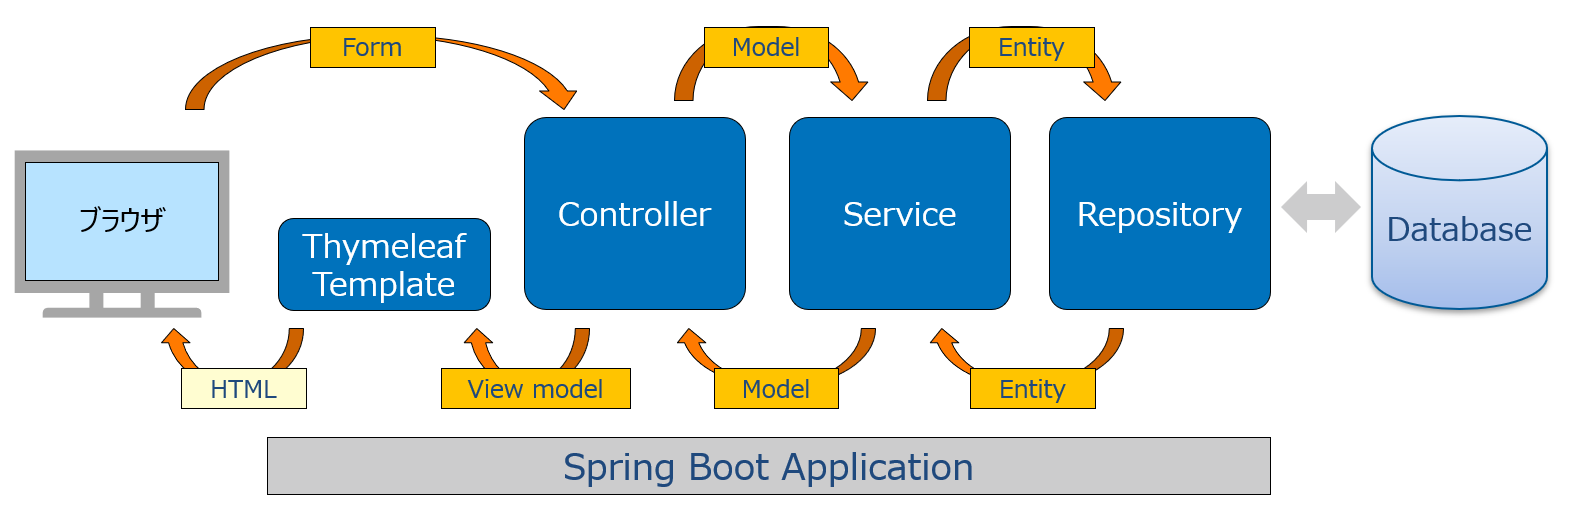 Form
Model
Entity
ブラウザ
Thymeleaf
Template
Controller
Service
Repository
Database
HTML
View model
Model
Entity
Spring Boot Application